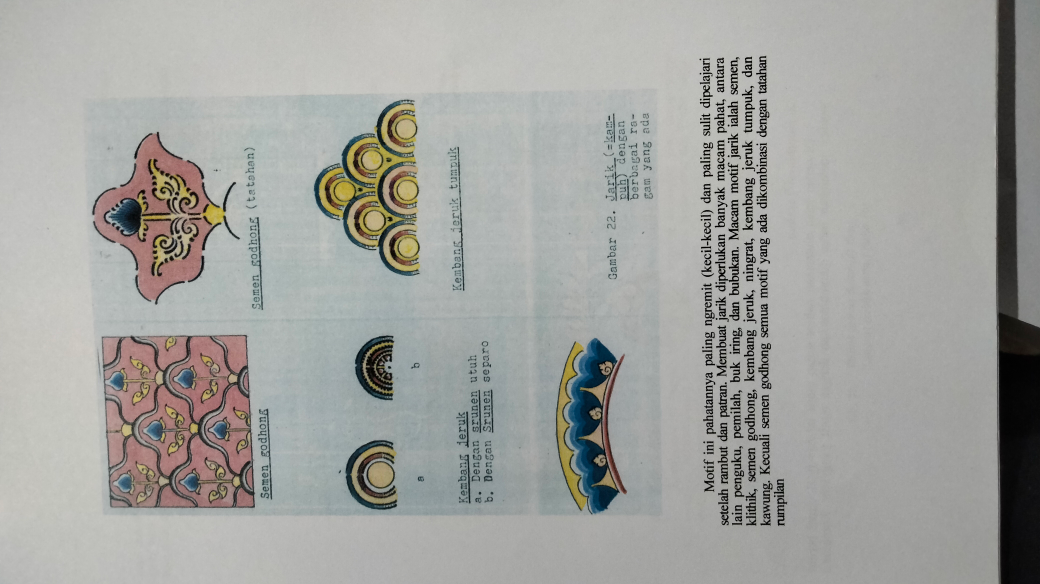 Semen godhong
Semen godhong (tatahan)
a
b
Kembang jeruk
a. Dengan srunen utuh
b. Dengan Srunen separo
Kembang jeruk tumpuk
Gambar 22. Jarik (=kam-
puh) dengan
berbagai ra-
gam yang ada
Motif ini pahatannya paling ngremit (kecil-kecil) dan paling sulit dipelajari
setelah rambut dan patran. Membuat jarik diperlukan banyak macam pahat, antara
lain penguku, pemilah, buk iring, dan bubukan. Macam motif jarik ialah semen,
klithik, semen godhong, kembang jeruk, ningrat, kembang jeruk tumpuk, dan
kawung. Kecuali semen godhong semua motif yang ada dikombinasi dengan tatahan
rumpilan